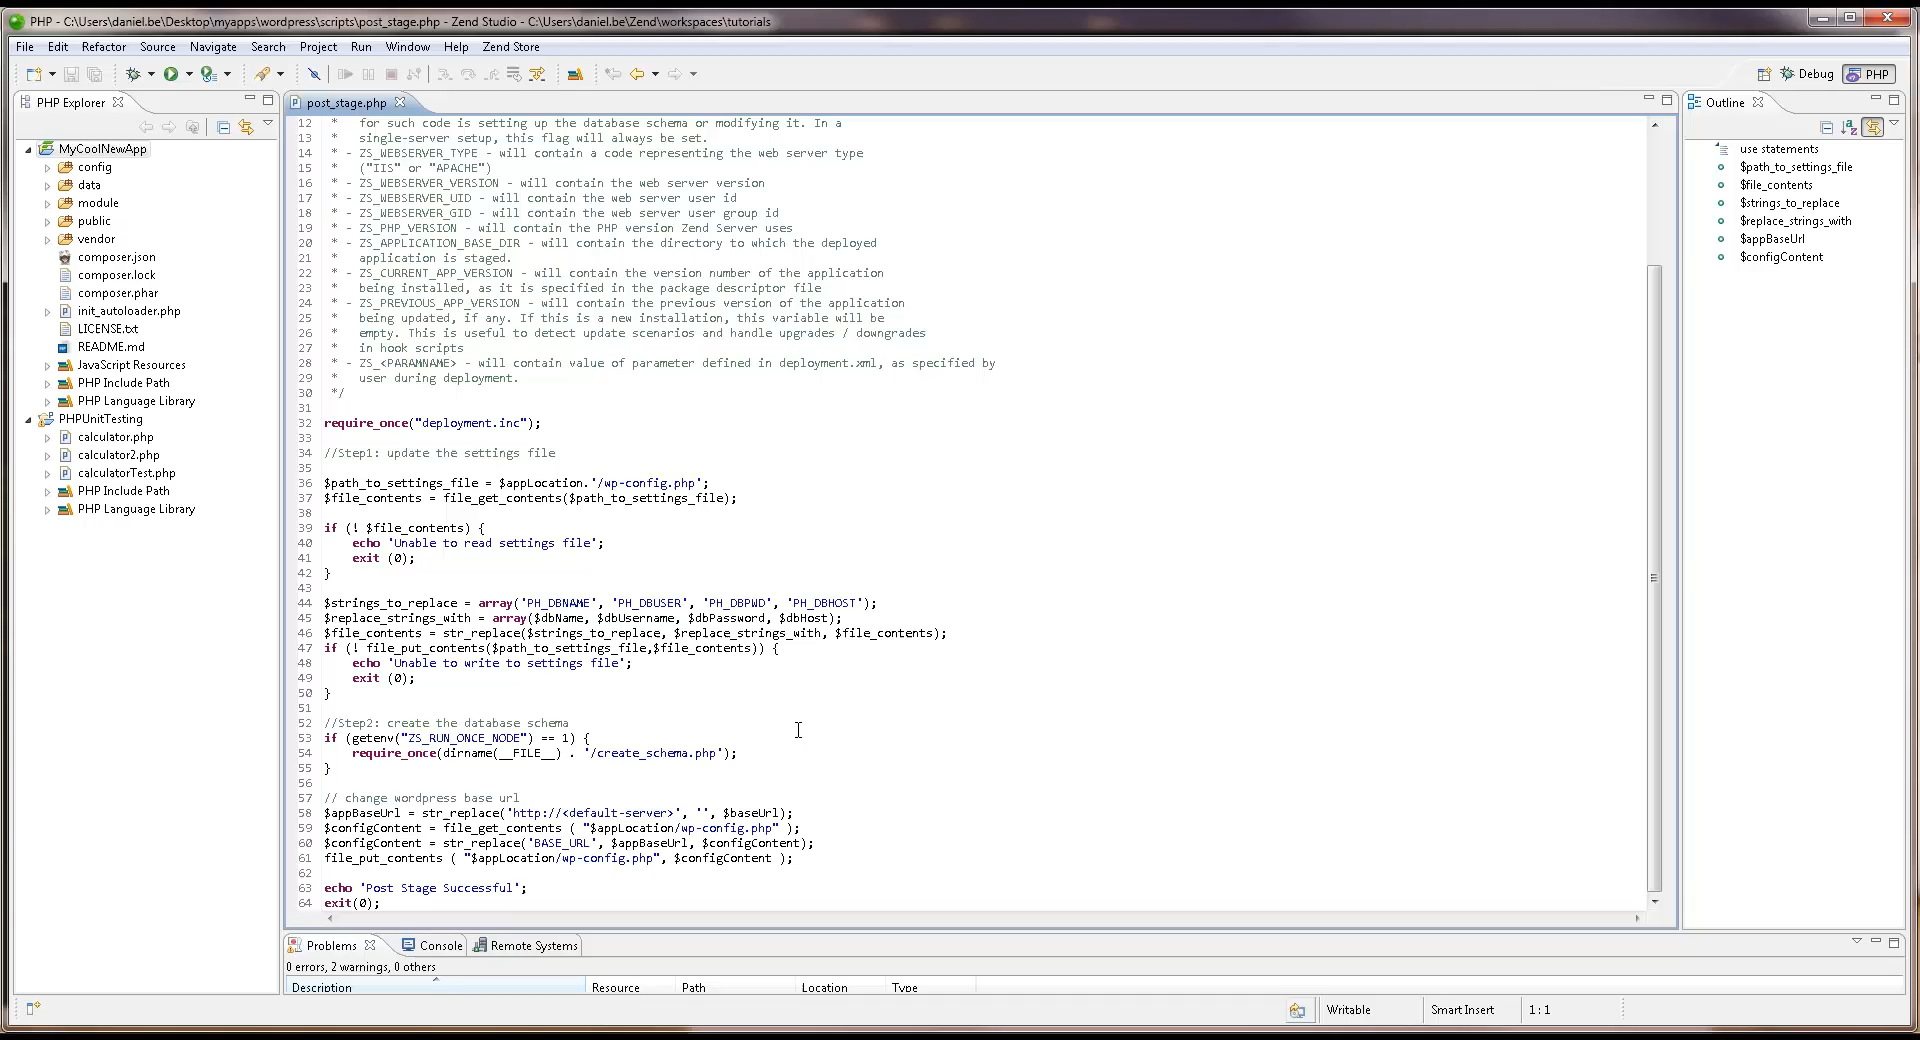 PHP - C:\Users\daniel.be\Desktop\myapps\wordpress\scripts\post_stage.php - Zend Studio - C:\Users\daniel.be\Zend\workspaces\tutorials
File Edit Refactor Source Navigate Search Project Run Window Help Zend Store
Debug PHP
PHP Explorer
MyCoolNewApp
config
data
module
public
vendor
composer.json
composer.lock
composer.phar
init_autoloader.php
LICENSE.txt
README.md
JavaScript Resources
PHP Include Path
PHP Language Library
PHPUnitTesting
calculator.php
calculator2.php
calculatorTest.php
PHP Include Path
PHP Language Library
post_stage.php
12 * for such code is setting up the database schema or modifying it. In a
13 * single-server setup, this flag will always be set.
14 * - ZS_WEBSERVER_TYPE - will contain a code representing the web server type
15 * ("IIS" or "APACHE")
16 * - ZS_WEBSERVER_VERSION - will contain the web server version
17 * - ZS_WEBSERVER_UID - will contain the web server user id
18 * - ZS_WEBSERVER_GID - will contain the web server user group id
19 * - ZS_PHP_VERSION - will contain the PHP version Zend Server uses
20 * - ZS_APPLICATION_BASE_DIR - will contain the directory to which the deployed
21 * application is staged.
22 * - ZS_CURRENT_APP_VERSION - will contain the version number of the application
23 * being installed, as it is specified in the package descriptor file
24 * - ZS_PREVIOUS_APP_VERSION - will contain the previous version of the application
25 * being updated, if any. If this is a new installation, this variable will be
26 * empty. This is useful to detect update scenarios and handle upgrades / downgrades
27 * in hook scripts
28 * - ZS_<PARAMNAME> - will contain value of parameter defined in deployment.xml, as specified by
29 * user during deployment.
30 */
31
32 require_once("deployment.inc");
33
34 //Step1: update the settings file
35
36 $path_to_settings_file = $appLocation.'/wp-config.php';
37 $file_contents = file_get_contents($path_to_settings_file);
38
39 if (! $file_contents) {
40 echo 'Unable to read settings file';
41 exit (0);
42 }
43
44 $strings_to_replace = array('PH_DBNAME', 'PH_DBUSER', 'PH_DBPWD', 'PH_DBHOST');
45 $replace_strings_with = array($dbName, $dbUsername, $dbPassword, $dbHost);
46 $file_contents = str_replace($strings_to_replace, $replace_strings_with, $file_contents);
47 if (! file_put_contents($path_to_settings_file,$file_contents)) {
48 echo 'Unable to write to settings file';
49 exit (0);
50 }
51
52 //Step2: create the database schema
53 if (getenv("ZS_RUN_ONCE_NODE") == 1) {
54 require_once(dirname(__FILE__) . '/create_schema.php');
55 }
56
57 // change wordpress base url
58 $appBaseUrl = str_replace('http://<default-server>', '', $baseUrl);
59 $configContent = file_get_contents ( "$appLocation/wp-config.php" );
60 $configContent = str_replace('BASE_URL', $appBaseUrl, $configContent);
61 file_put_contents ( "$appLocation/wp-config.php", $configContent );
62
63 echo 'Post Stage Successful';
64 exit(0);
Outline
use statements
$path_to_settings_file
$file_contents
$strings_to_replace
$replace_strings_with
$appBaseUrl
$configContent
Problems Console Remote Systems
0 errors, 2 warnings, 0 others
Description Resource Path Location Type
Writable Smart Insert 1 : 1